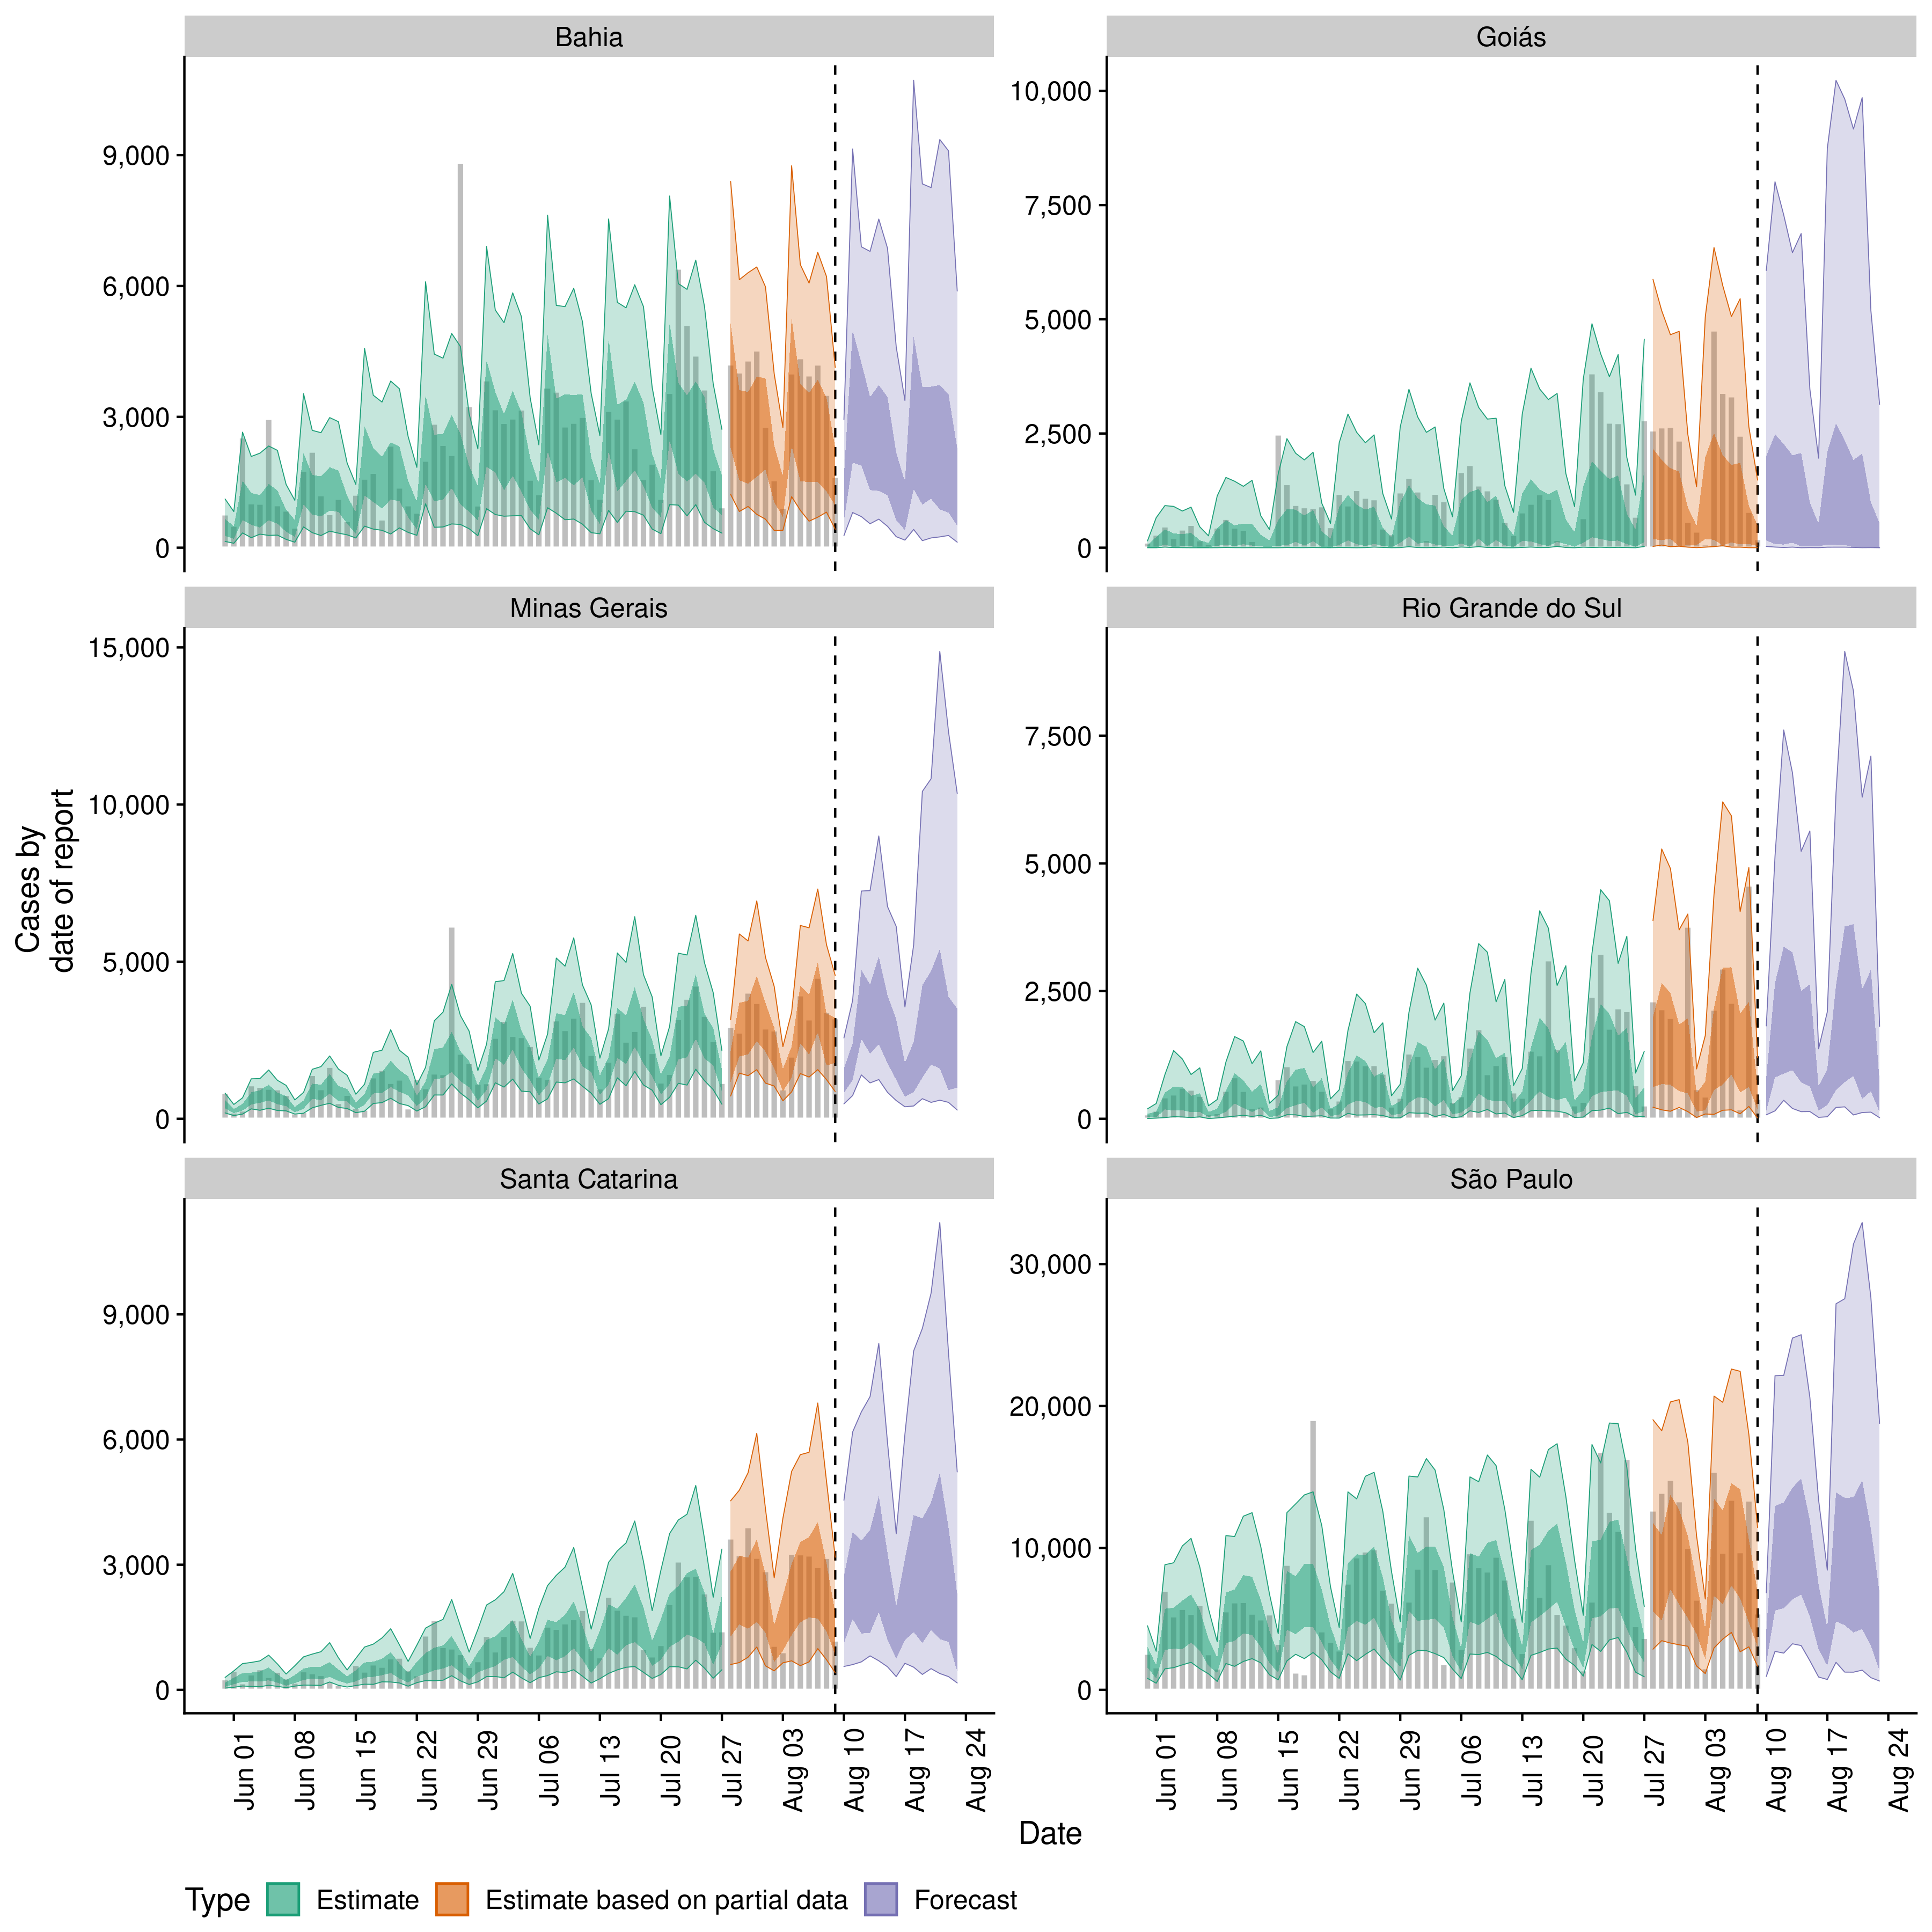 Bahia
Goiás
9,000
6,000
3,000
0
10,000
7,500
5,000
2,500
0
Minas Gerais
Rio Grande do Sul
15,000
10,000
5,000
0
7,500
5,000
2,500
0
Cases by
date of report
Santa Catarina
São Paulo
9,000
6,000
3,000
0
30,000
20,000
10,000
0
Jun 01
Jun 08
Jun 15
Jun 22
Jun 29
Jul 06
Jul 13
Jul 20
Jul 27
Aug 03
Aug 10
Aug 17
Aug 24
Jun 01
Jun 08
Jun 15
Jun 22
Jun 29
Jul 06
Jul 13
Jul 20
Jul 27
Aug 03
Aug 10
Aug 17
Aug 24
Date
Type Estimate Estimate based on partial data Forecast